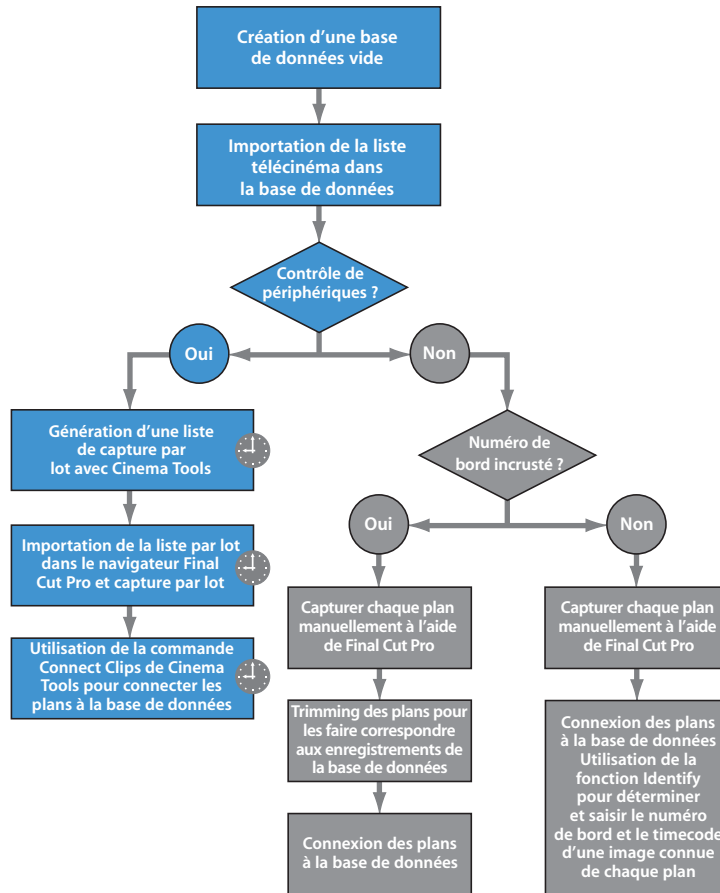 Création d'une base
de données vide
Importation de la liste
télécinéma dans
la base de données
Contrôle de
périphériques ?
Oui
Non
Génération d'une liste
de capture par
lot avec Cinema Tools
Numéro de
bord incrusté ?
Importation de la liste par lot
dans le navigateur Final
Cut Pro et capture par lot
Oui
Non
Utilisation de la commande
Connect Clips de Cinema
Tools pour connecter les
plans à la base de données
Capturer chaque plan
manuellement à l'aide
de Final Cut Pro
Capturer chaque plan
manuellement à l'aide
de Final Cut Pro
Trimming des plans pour
les faire correspondre
aux enregistrements de
la base de données
Connexion des plans
à la base de données
Connexion des plans
à la base de données
Utilisation de la
fonction Identify
pour déterminer
et saisir le numéro
de bord et le timecode
d'une image connue
de chaque plan